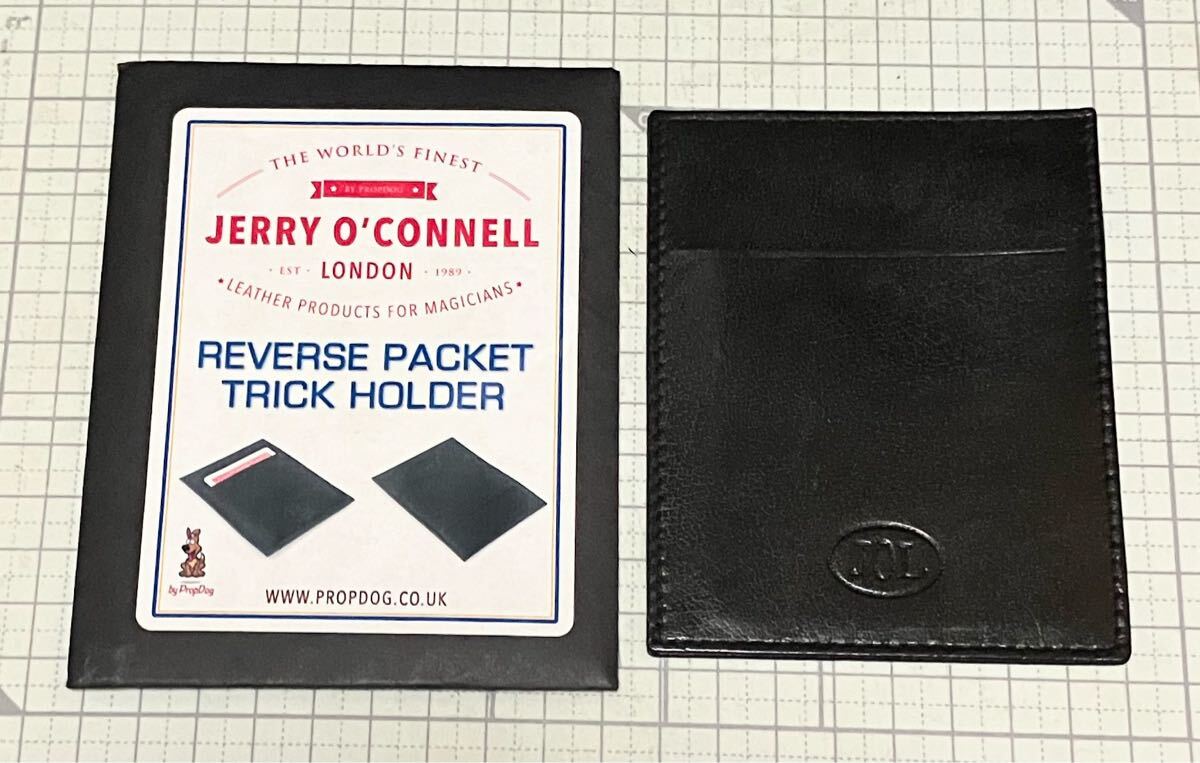 THE WORLD'S FINEST
BY PROPDOG
JERRY O'CONNELL
· EST · LONDON · 1989 ·
LEATHER PRODUCTS FOR MAGICIANS
REVERSE PACKET
TRICK HOLDER
by PropDog
WWW.PROPDOG.CO.UK